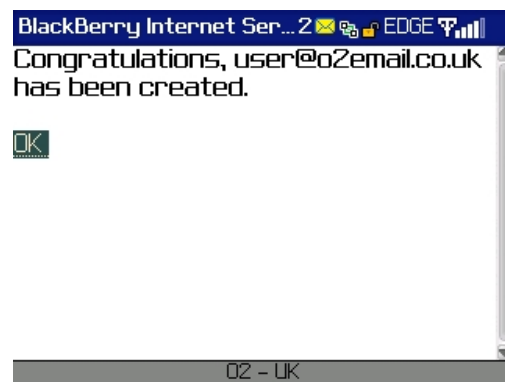 BlackBerry Internet Ser...2 EDGE
Congratulations, user@o2email.co.uk
has been created.
OK
O2 - UK